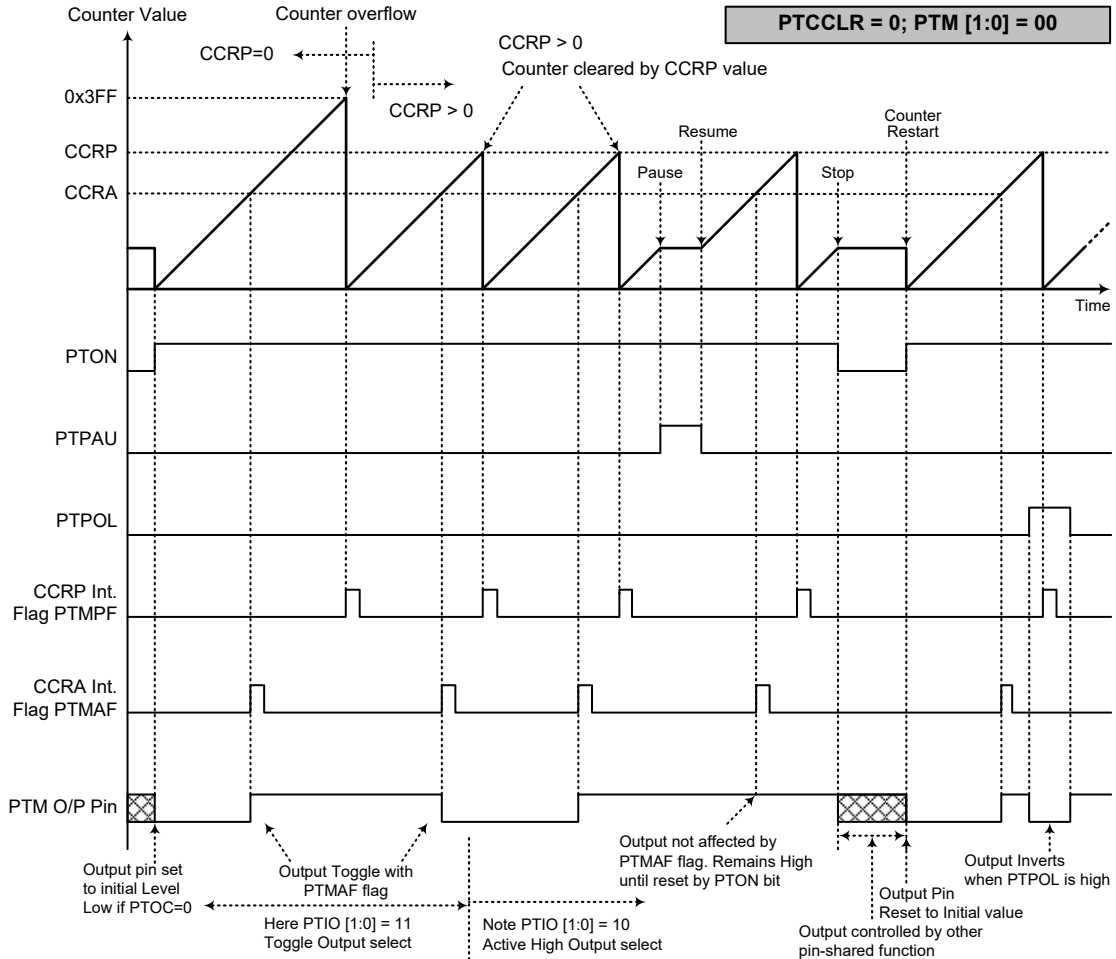 Counter Value
Counter overflow
PTCCLR = 0; PTM [1:0] = 00
CCRP=0
CCRP > 0
CCRP > 0
Counter cleared by CCRP value
0x3FF
CCRP
CCRA
Pause
Resume
Stop
Counter
Restart
Time
PTON
PTPAU
PTPOL
CCRP Int.
Flag PTMPF
CCRA Int.
Flag PTMAF
PTM O/P Pin
Output pin set
to initial Level
Low if PTOC=0
Output Toggle with
PTMAF flag
Here PTIO [1:0] = 11
Toggle Output select
Note PTIO [1:0] = 10
Active High Output select
Output not affected by
PTMAF flag. Remains High
until reset by PTON bit
Output Pin
Reset to Initial value
Output controlled by other
pin-shared function
Output Inverts
when PTPOL is high